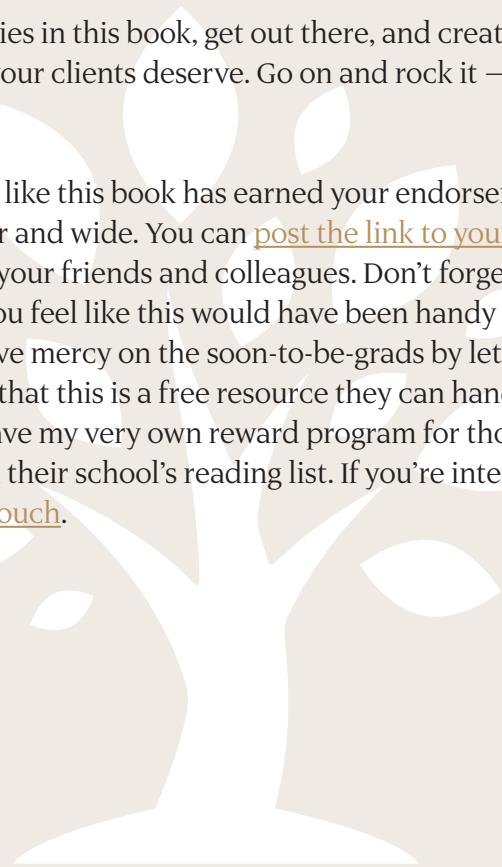 ies in this book, get out there, and creat
our clients deserve. Go on and rock it —
like this book has earned your endorse
r and wide. You can post the link to you
your friends and colleagues. Don’t forge
ou feel like this would have been handy
ve mercy on the soon-to-be-grads by let
that this is a free resource they can han
ave my very own reward program for tho
their school’s reading list. If you’re inte
ouch.